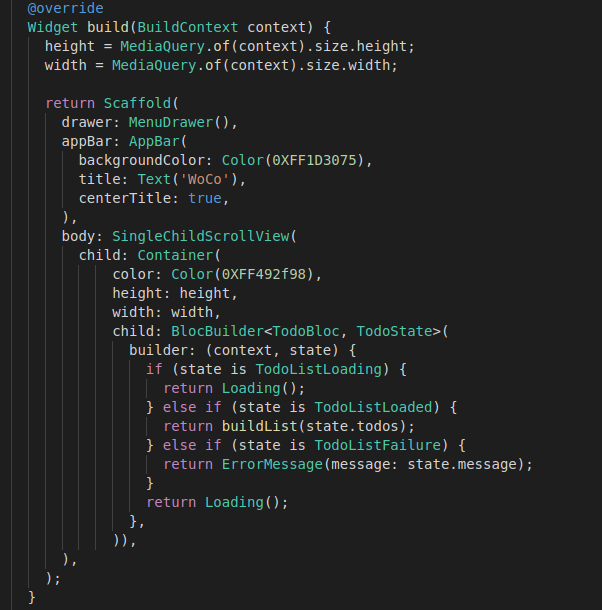 @override
Widget build(BuildContext context) {
  height = MediaQuery.of(context).size.height;
  width = MediaQuery.of(context).size.width;

  return Scaffold(
    drawer: MenuDrawer(),
    appBar: AppBar(
      backgroundColor: Color(0XFF1D3075),
      title: Text('WoCo'),
      centerTitle: true,
    ),
    body: SingleChildScrollView(
      child: Container(
          color: Color(0XFF492f98),
          height: height,
          width: width,
          child: BlocBuilder<TodoBloc, TodoState>(
            builder: (context, state) {
              if (state is TodoListLoading) {
                return Loading();
              } else if (state is TodoListLoaded) {
                return buildList(state.todos);
              } else if (state is TodoListFailure) {
                return ErrorMessage(message: state.message);
              }
              return Loading();
            },
          )),
    ),
  );
}